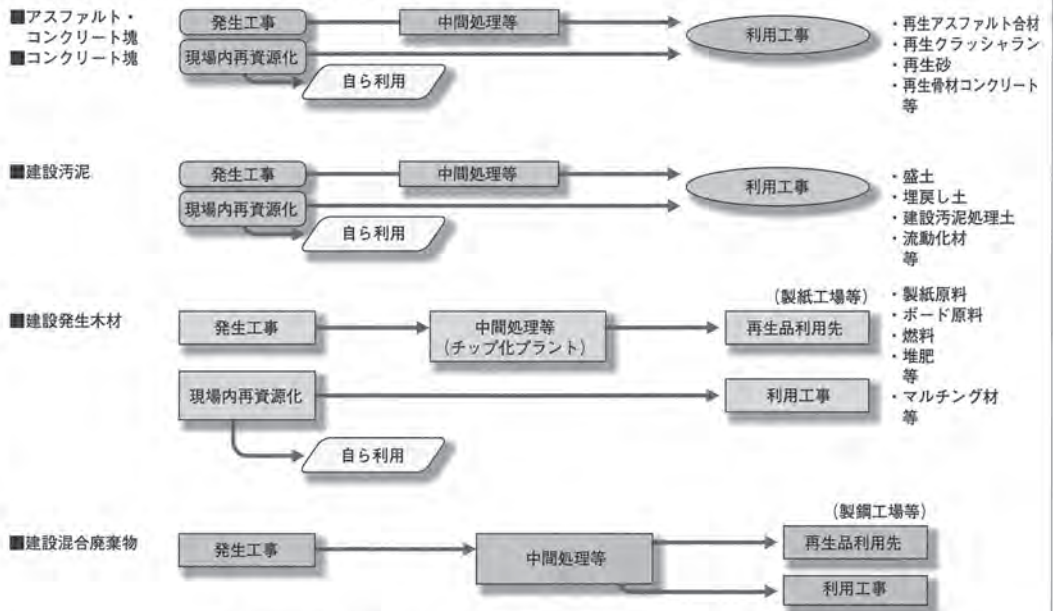 ■アスファルト・
コンクリート塊
■コンクリート塊
発生工事
中間処理等
現場内再資源化
自ら利用
利用工事
・再生アスファルト合材
・再生クラッシャラン
・再生砂
・再生骨材コンクリート
等
■建設汚泥
発生工事
中間処理等
現場内再資源化
自ら利用
利用工事
・盛土
・埋戻し土
・建設汚泥処理土
・流動化材
等
■建設発生木材
発生工事
中間処理等
（チップ化プラント）
（製紙工場等）
再生品利用先
・製紙原料
・ボード原料
・燃料
・堆肥
等
現場内再資源化
自ら利用
利用工事
・マルチング材
等
■建設混合廃棄物
発生工事
中間処理等
（製鋼工場等）
再生品利用先
利用工事